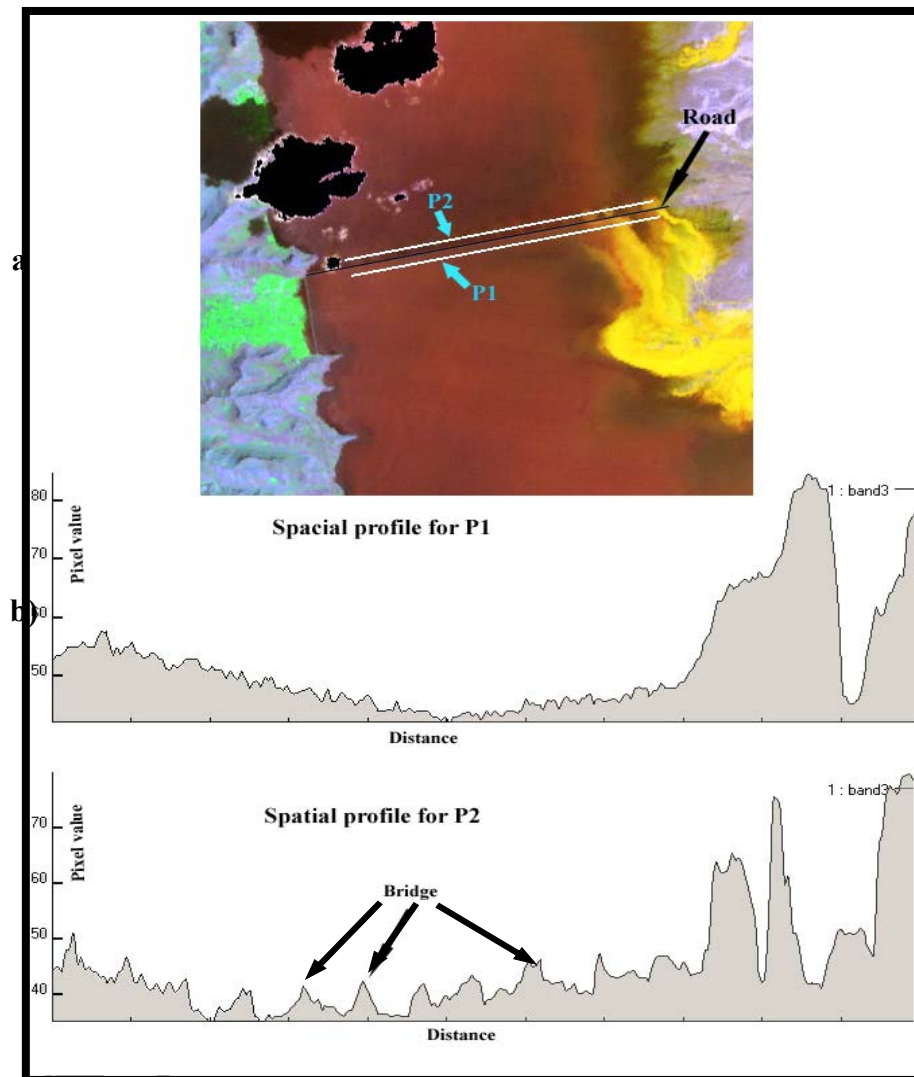 Road
P2
a
P1
1 : band3
80
Spacial profile for P1
Pixel value
70
b)
60
50
Distance
1 : band3
Spatial profile for P2
70
Pixel value
60
Bridge
50
40
Distance